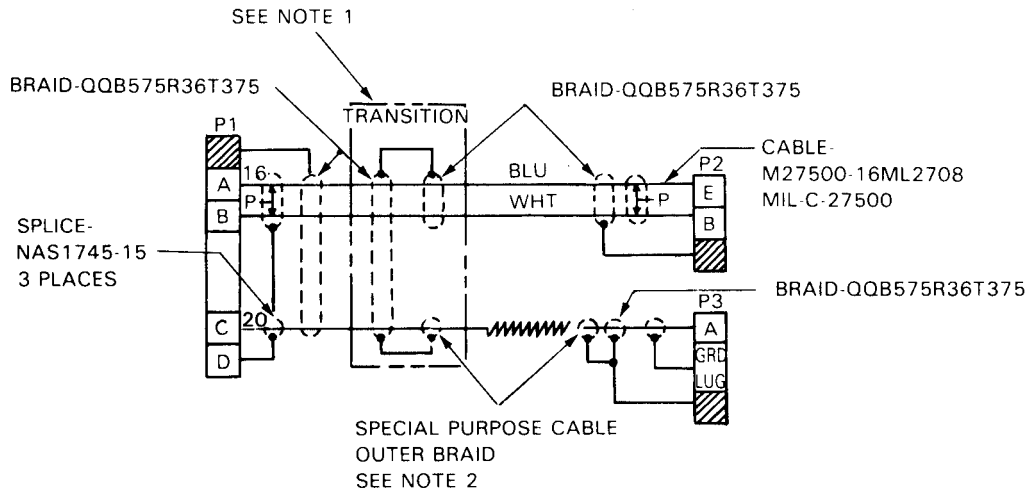 SEE NOTE 1
BRAID-QQB575R36T375
BRAID-QQB575R36T375
TRANSITION
P1
CABLE-
M27500-16ML2708
MIL-C-27500
P2
A
16
BLU
E
P
P
B
WHT
B
SPLICE-
NAS1745-15
3 PLACES
BRAID-QQB575R36T375
P3
C
20
A
D
GRD
LUG
SPECIAL PURPOSE CABLE
OUTER BRAID
SEE NOTE 2